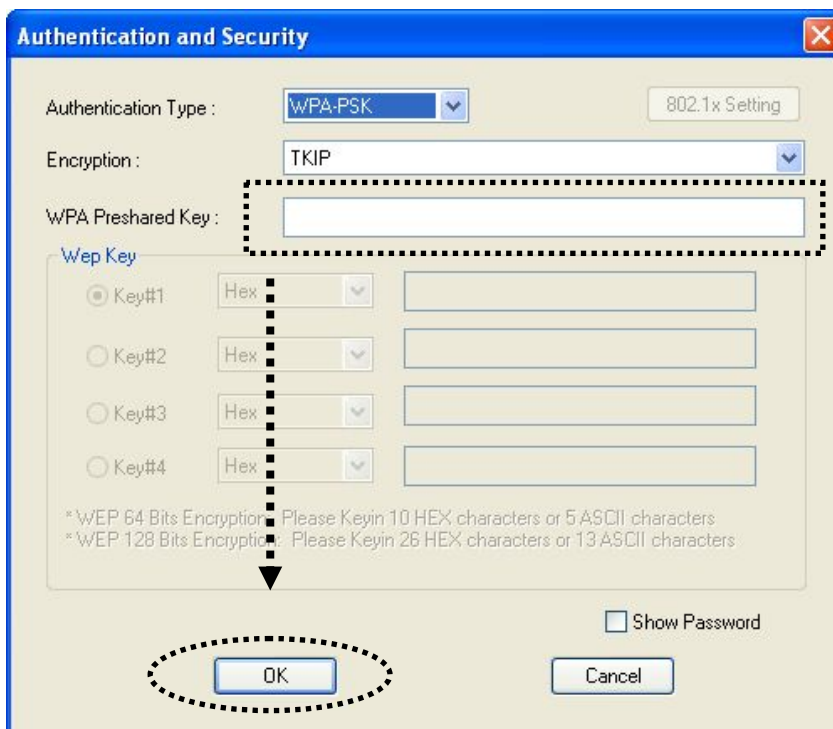 Authentication and Security
Authentication Type : WPA-PSK 802.1x Setting
Encryption : TKIP
WPA Preshared Key :
Wep Key
Key#1 Hex
Key#2 Hex
Key#3 Hex
Key#4 Hex
* WEP 64 Bits Encryption: Please Keyin 10 HEX characters or 5 ASCII characters
* WEP 128 Bits Encryption: Please Keyin 26 HEX characters or 13 ASCII characters
Show Password
OK Cancel